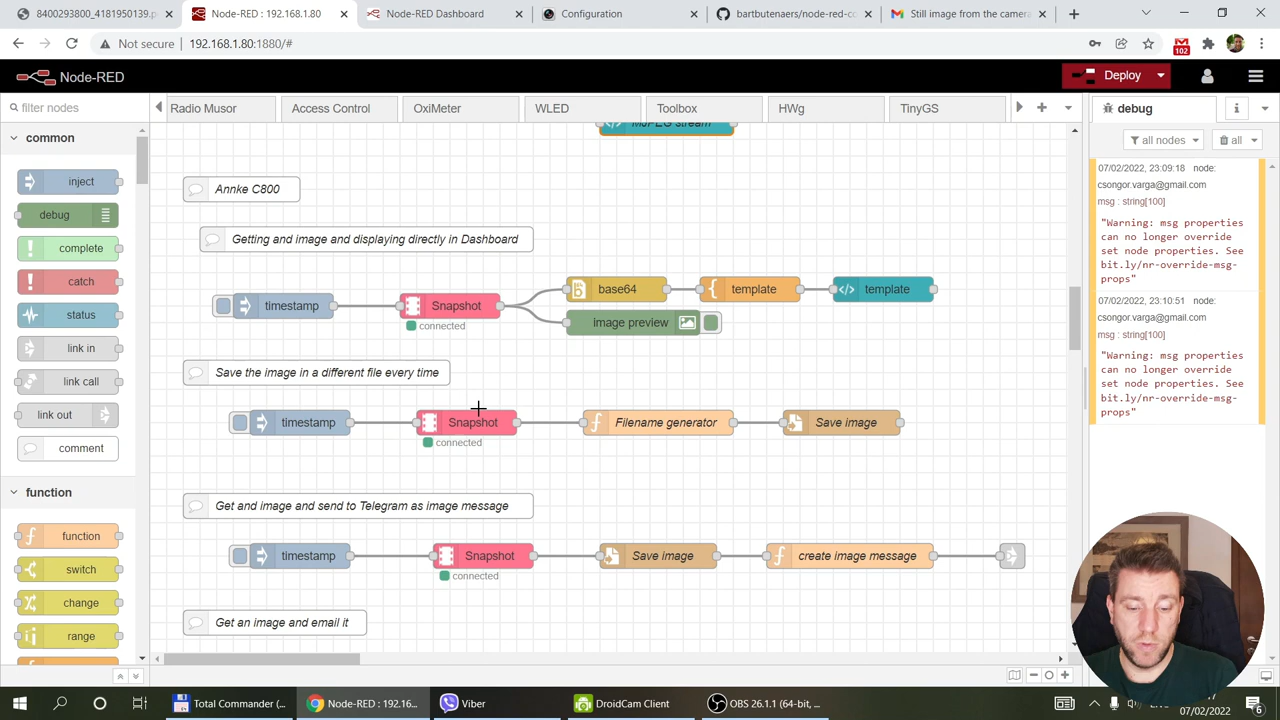 8400293800_4181950139.p
Node-RED : 192.168.1.80
Node-RED Dashboard
Configuration
bartbutenaers/node-red-co
Still image from the camera
Not secure
192.168.1.80:1880/#
102
Node-RED
Deploy
filter nodes
Radio Musor
Access Control
OxiMeter
WLED
Toolbox
HWg
TinyGS
debug
i
common
inject
debug
complete
catch
status
link in
link call
link out
comment
function
function
switch
change
range
MJPEG stream
Annke C800
Getting and image and displaying directly in Dashboard
timestamp
Snapshot
connected
base64
template
template
image preview
Save the image in a different file every time
timestamp
Snapshot
connected
Filename generator
Save image
Get and image and send to Telegram as image message
timestamp
Snapshot
connected
Save image
create image message
Get an image and email it
all nodes
all
07/02/2022, 23:09:18 node:
csongor.varga@gmail.com
msg : string[100]
"Warning: msg properties
can no longer override
set node properties. See
bit.ly/nr-override-msg-
props"
07/02/2022, 23:10:51 node:
csongor.varga@gmail.com
msg : string[100]
"Warning: msg properties
can no longer override
set node properties. See
bit.ly/nr-override-msg-
props"
Total Commander (...
Node-RED : 192.16...
Viber
DroidCam Client
OBS 26.1.1 (64-bit, ...
07/02/2022
6